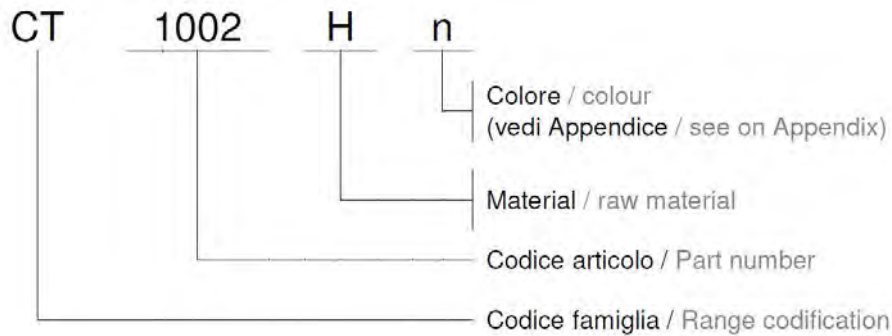 CT 1002 H n
Colore / colour
(vedi Appendice / see on Appendix)
Material / raw material
Codice articolo / Part number
Codice famiglia / Range codification